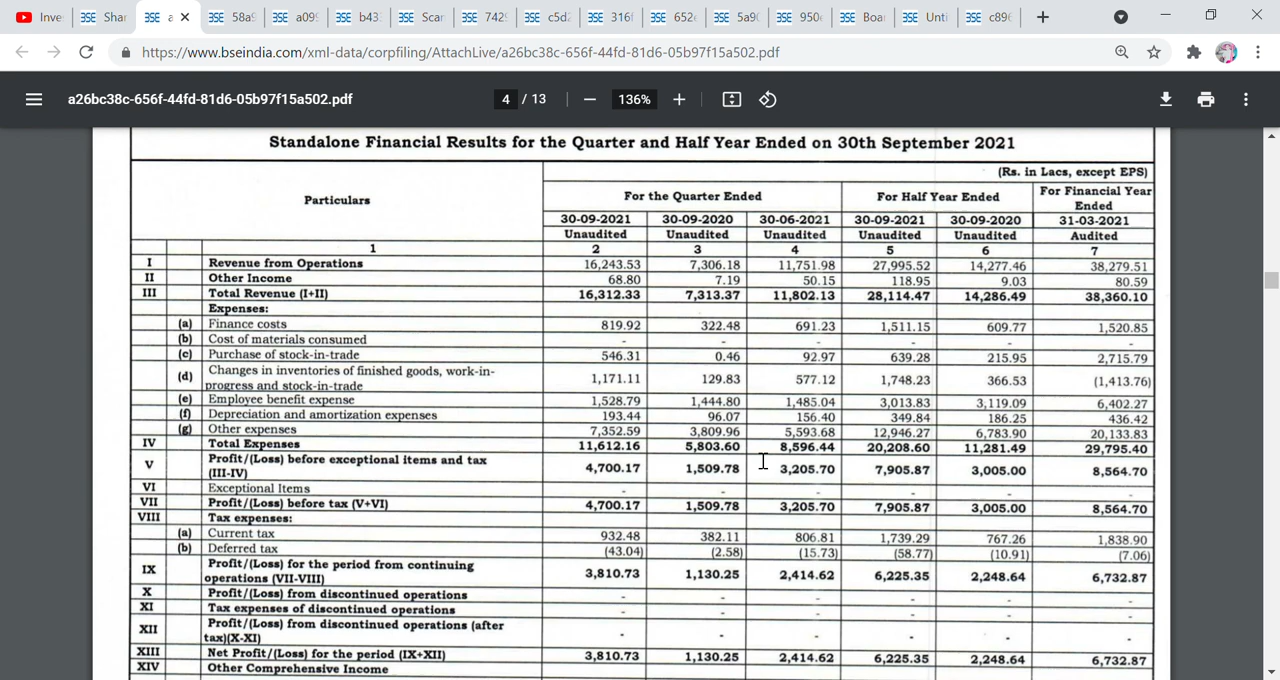 Inve
Shar
a
58a9
a099
b43
Scar
742
c5d
316f
652
5a9
950
Boa
Unti
c896
https://www.bseindia.com/xml-data/corpfiling/AttachLive/a26bc38c-656f-44fd-81d6-05b97f15a502.pdf
a26bc38c-656f-44fd-81d6-05b97f15a502.pdf 4 / 13 136%
Standalone Financial Results for the Quarter and Half Year Ended on 30th September 2021
(Rs. in Lacs, except EPS)
Particulars For the Quarter Ended For Half Year Ended For Financial Year Ended
30-09-2021 30-09-2020 30-06-2021 30-09-2021 30-09-2020 31-03-2021
Unaudited Unaudited Unaudited Unaudited Unaudited Audited
1 2 3 4 5 6 7
I Revenue from Operations 16,243.53 7,306.18 11,751.98 27,995.52 14,277.46 38,279.51
II Other Income 68.80 7.19 50.15 118.95 9.03 80.59
III Total Revenue (I+II) 16,312.33 7,313.37 11,802.13 28,114.47 14,286.49 38,360.10
Expenses:
(a) Finance costs 819.92 322.48 691.23 1,511.15 609.77 1,520.85
(b) Cost of materials consumed - - - - - -
(c) Purchase of stock-in-trade 546.31 0.46 92.97 639.28 215.95 2,715.79
(d) Changes in inventories of finished goods, work-in-
progress and stock-in-trade 1,171.11 129.83 577.12 1,748.23 366.53 (1,413.76)
(e) Employee benefit expense 1,528.79 1,444.80 1,485.04 3,013.83 3,119.09 6,402.27
(f) Depreciation and amortization expenses 193.44 96.07 156.40 349.84 186.25 436.42
(g) Other expenses 7,352.59 3,809.96 5,593.68 12,946.27 6,783.90 20,133.83
IV Total Expenses 11,612.16 5,803.60 8,596.44 20,208.60 11,281.49 29,795.40
V Profit/(Loss) before exceptional items and tax
(III-IV) 4,700.17 1,509.78 3,205.70 7,905.87 3,005.00 8,564.70
VI Exceptional Items - - - - - -
VII Profit/(Loss) before tax (V+VI) 4,700.17 1,509.78 3,205.70 7,905.87 3,005.00 8,564.70
VIII Tax expenses:
(a) Current tax 932.48 382.11 806.81 1,739.29 767.26 1,838.90
(b) Deferred tax (43.04) (2.58) (15.73) (58.77) (10.91) (7.06)
IX Profit/(Loss) for the period from continuing
operations (VII-VIII) 3,810.73 1,130.25 2,414.62 6,225.35 2,248.64 6,732.87
X Profit/(Loss) from discontinued operations - - - - - -
XI Tax expenses of discontinued operations - - - - - -
XII Profit/(Loss) from discontinued operations (after
tax)(X-XI) - - - - - -
XIII Net Profit/(Loss) for the period (IX+XII) 3,810.73 1,130.25 2,414.62 6,225.35 2,248.64 6,732.87
XIV Other Comprehensive Income